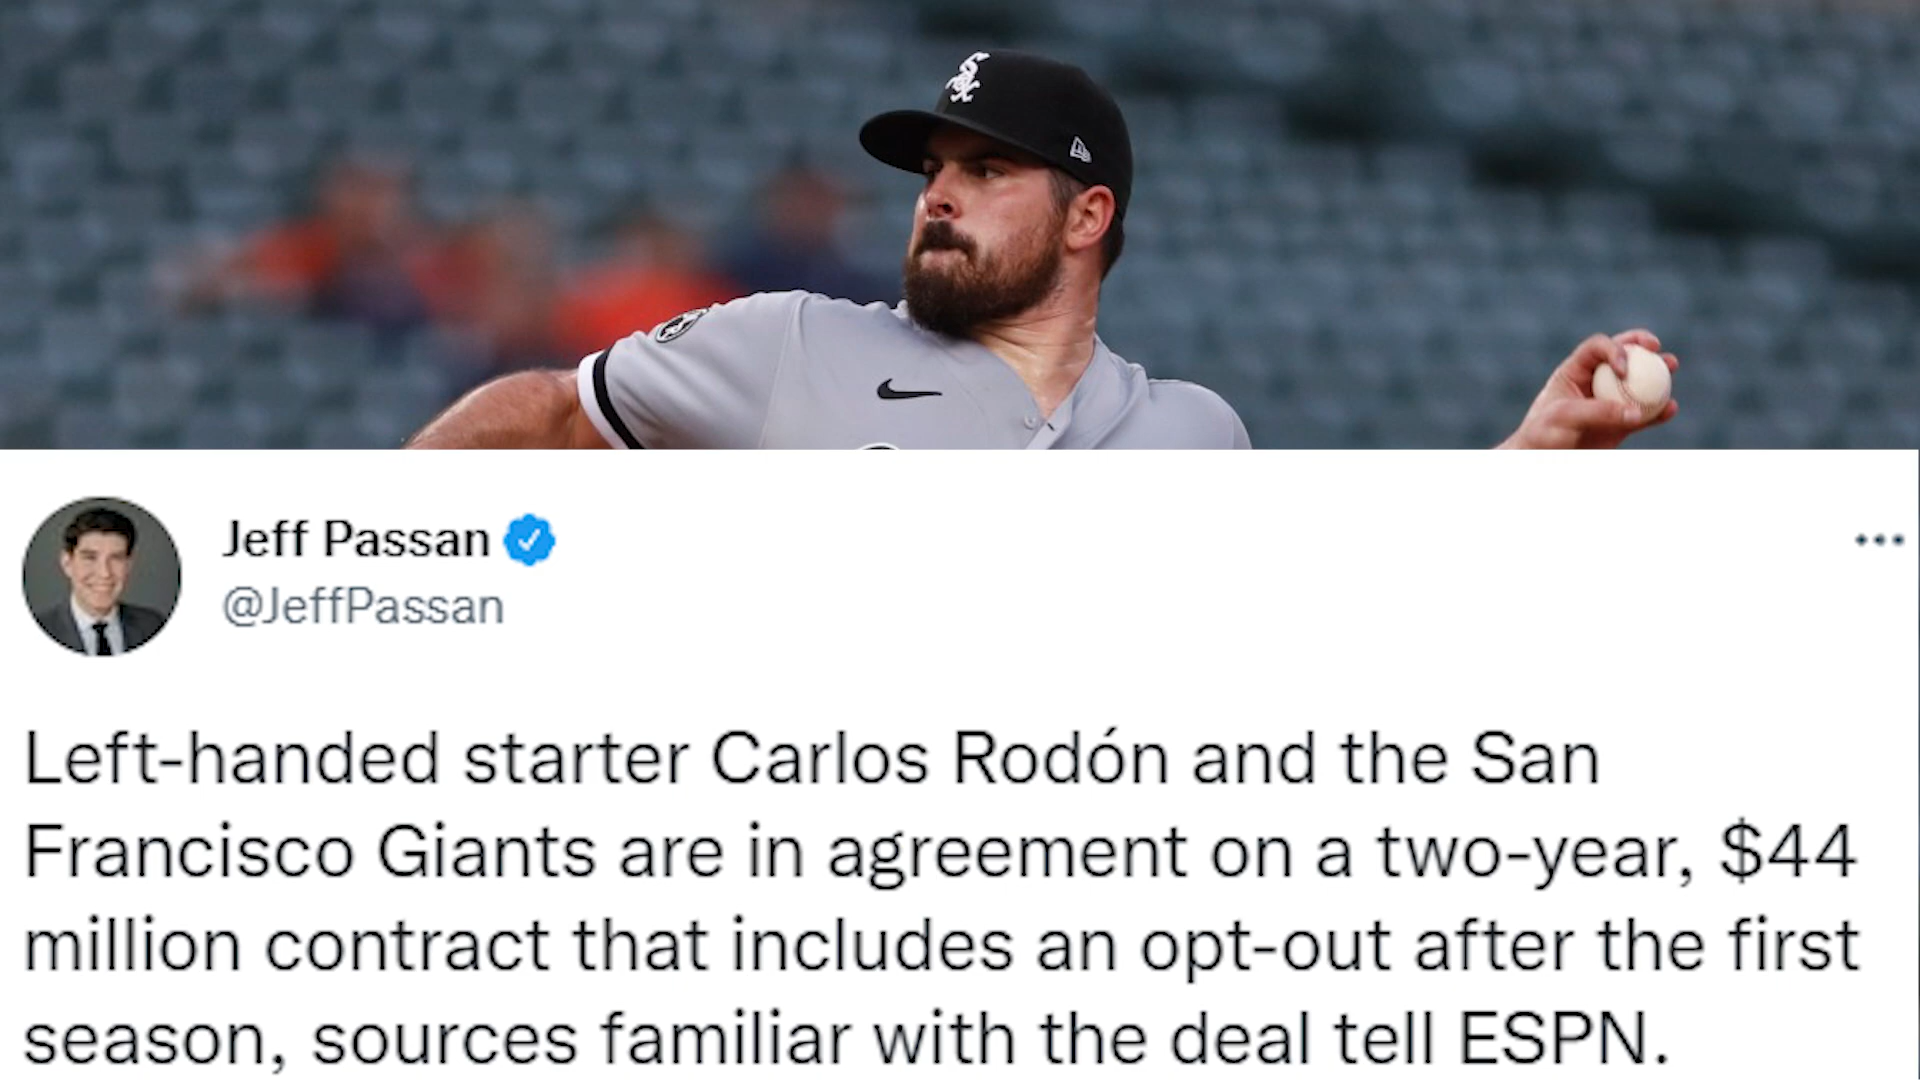 Sox
Jeff Passan
@JeffPassan
Left-handed starter Carlos Rodón and the San
Francisco Giants are in agreement on a two-year, $44
million contract that includes an opt-out after the first
season, sources familiar with the deal tell ESPN.